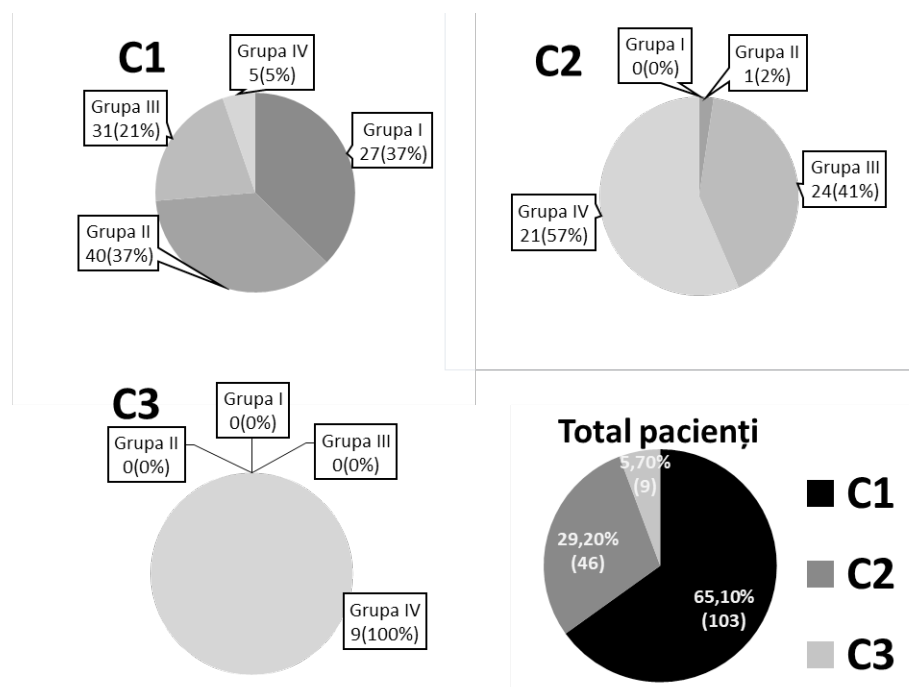 C1
Grupa IV
5(5%)
Grupa III
31(21%)
Grupa I
27(37%)
Grupa II
40(37%)
C2
Grupa I
0(0%)
Grupa II
1(2%)
Grupa III
24(41%)
Grupa IV
21(57%)
C3
Grupa I
0(0%)
Grupa II
0(0%)
Grupa III
0(0%)
Grupa IV
9(100%)
Total pacienți
5,70%
(9)
29,20%
(46)
65,10%
(103)
C1
C2
C3